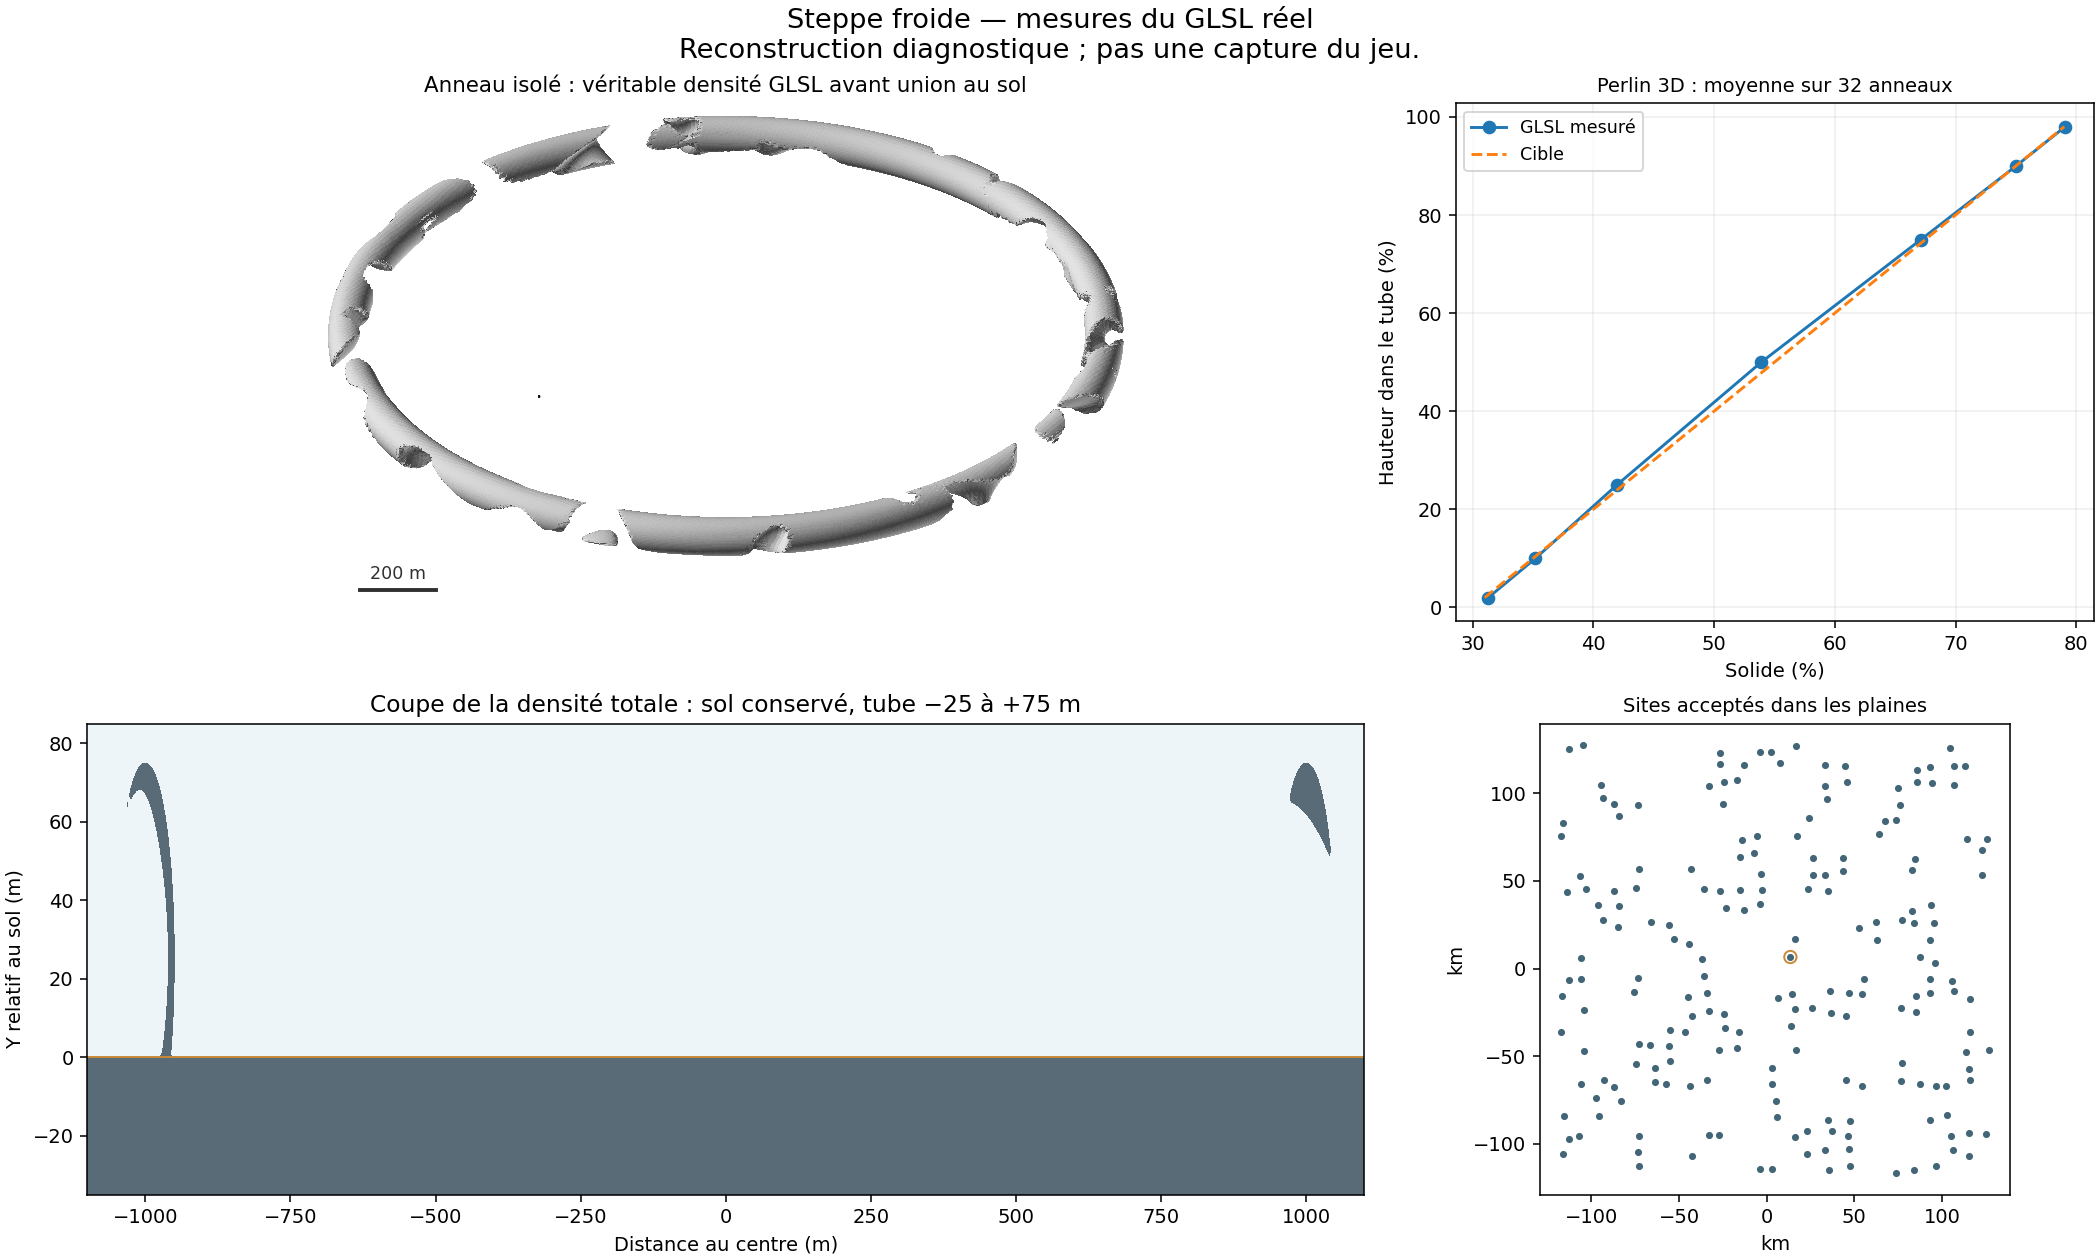 Steppe froide — mesures du GLSL réel
Reconstruction diagnostique ; pas une capture du jeu.
Anneau isolé : véritable densité GLSL avant union au sol
200 m
Perlin 3D : moyenne sur 32 anneaux
GLSL mesuré
Cible
Hauteur dans le tube (%)
100
80
60
40
20
0
30 40 50 60 70 80
Solide (%)
Coupe de la densité totale : sol conservé, tube −25 à +75 m
Y relatif au sol (m)
80
60
40
20
0
−20
−1000 −750 −500 −250 0 250 500 750 1000
Distance au centre (m)
Sites acceptés dans les plaines
km
100
50
0
−50
−100
−100 −50 0 50 100
km